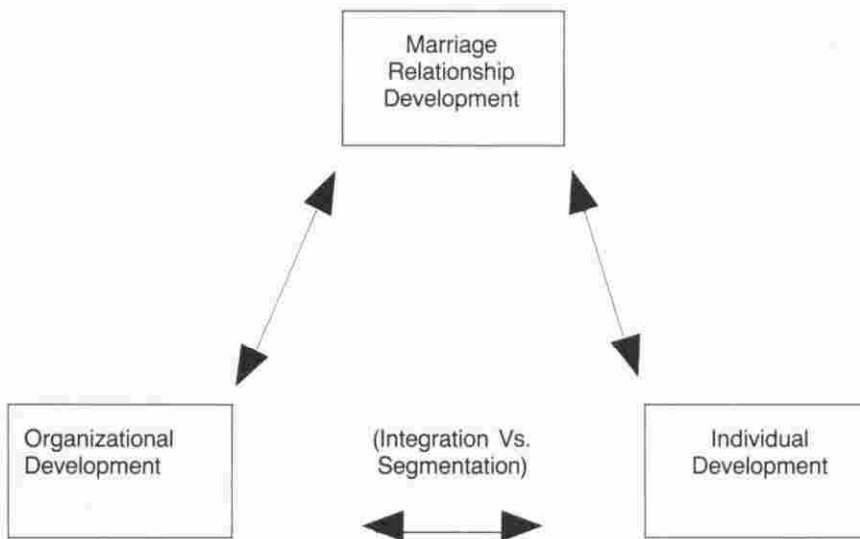 Marriage
Relationship
Development
Organizational
Development
(Integration Vs.
Segmentation)
Individual
Development